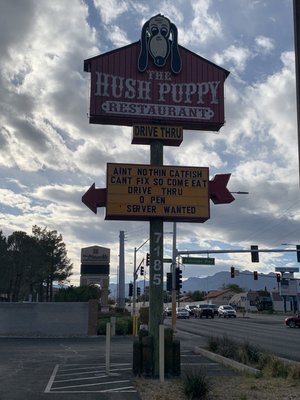 THE
HUSH PUPPY
RESTAURANT
DRIVE THRU
AINT NOTHIN CATFISH
CANT FIX SO COME EAT
DRIVE THRU
O PEN
SERVER WANTED
7185